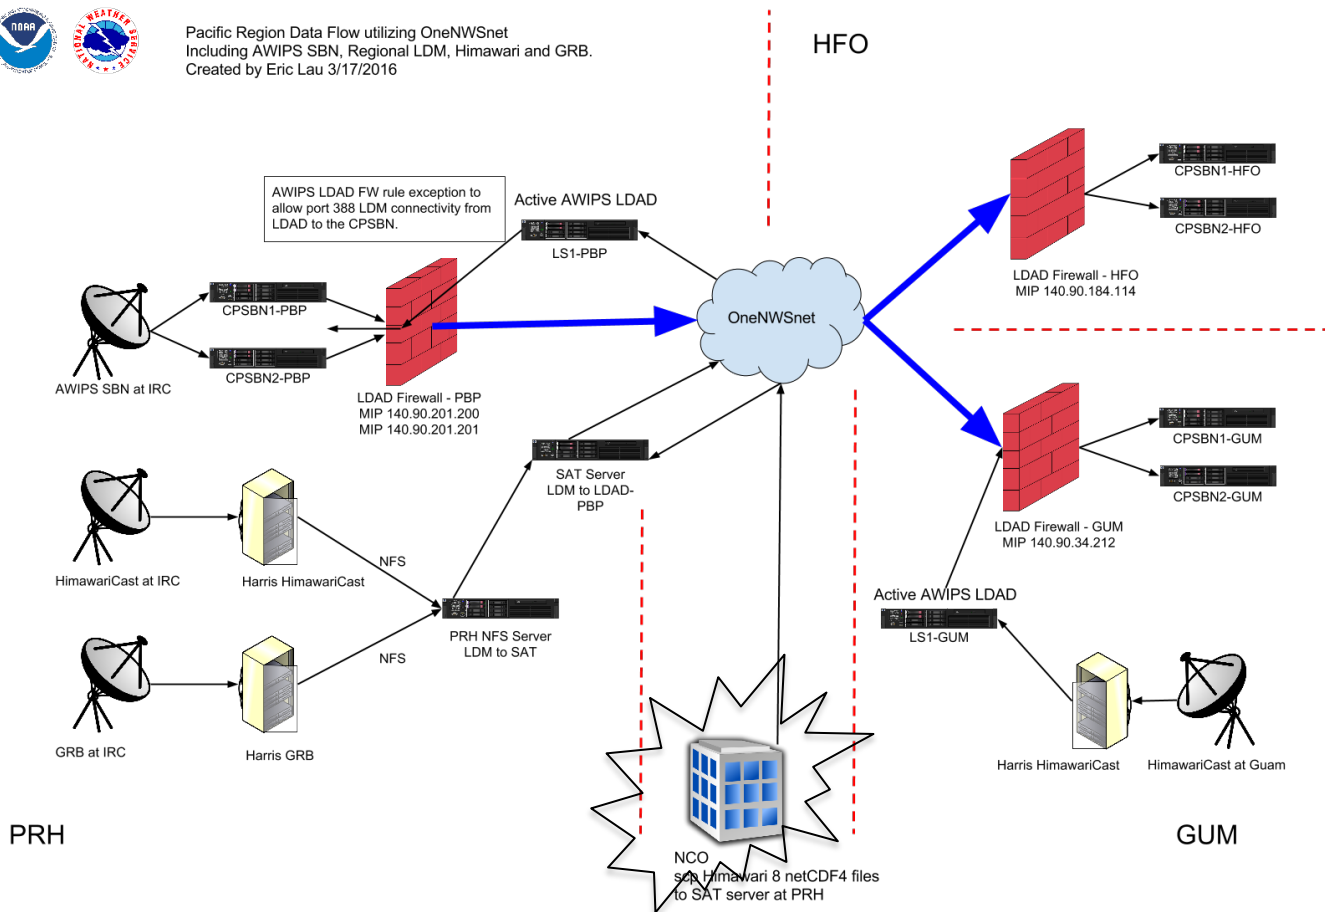 NOAA
NATIONAL WEATHER SERVICE
Pacific Region Data Flow utilizing OneNWSnet
Including AWIPS SBN, Regional LDM, Himawari and GRB.
Created by Eric Lau 3/17/2016
HFO
AWIPS LDAD FW rule exception to
allow port 388 LDM connectivity from
LDAD to the CPSBN.
Active AWIPS LDAD
LS1-PBP
CPSBN1-HFO
CPSBN2-HFO
LDAD Firewall - HFO
MIP 140.90.184.114
CPSBN1-PBP
CPSBN2-PBP
AWIPS SBN at IRC
OneNWSnet
LDAD Firewall - PBP
MIP 140.90.201.200
MIP 140.90.201.201
CPSBN1-GUM
CPSBN2-GUM
SAT Server
LDM to LDAD-
PBP
LDAD Firewall - GUM
MIP 140.90.34.212
HimawariCast at IRC
Harris HimawariCast
NFS
Active AWIPS LDAD
LS1-GUM
PRH NFS Server
LDM to SAT
NFS
GRB at IRC
Harris GRB
Harris HimawariCast
HimawariCast at Guam
PRH
GUM
NCO
scp Himawari 8 netCDF4 files
to SAT server at PRH